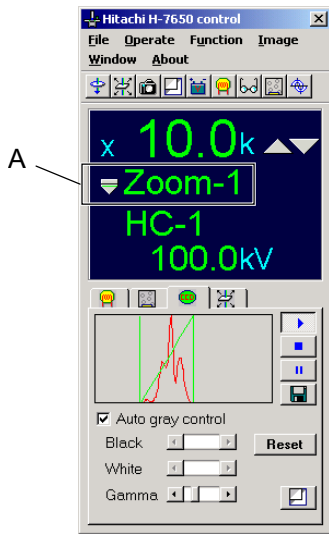 Hitachi H-7650 control
File Operate Function Image
Window About
x 10.0k
A
Zoom-1
HC-1
100.0kV
Auto gray control
Black
Reset
White
Gamma